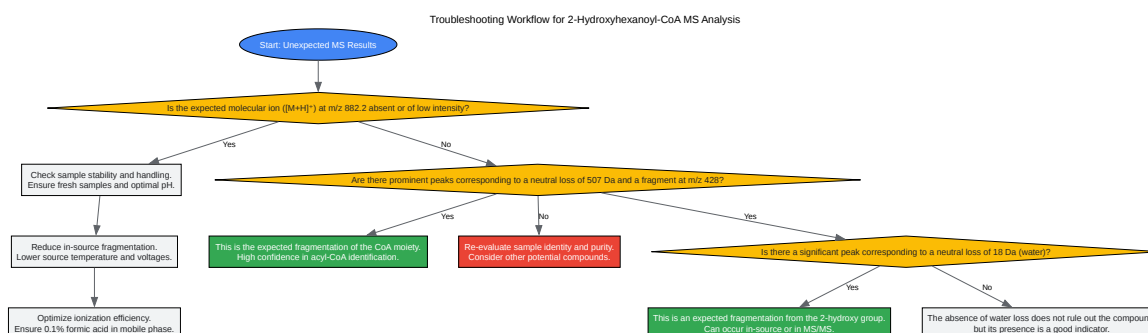 Troubleshooting Workflow for 2-Hydroxyhexanoyl-CoA MS Analysis
Start: Unexpected MS Results
Is the expected molecular ion ([M+H]⁺) at m/z 882.2 absent or of low intensity?
Yes
No
Check sample stability and handling.
Ensure fresh samples and optimal pH.
Are there prominent peaks corresponding to a neutral loss of 507 Da and a fragment at m/z 428?
Yes
No
Yes
Reduce in-source fragmentation.
Lower source temperature and voltages.
This is the expected fragmentation of the CoA moiety.
High confidence in acyl-CoA identification.
Re-evaluate sample identity and purity.
Consider other potential compounds.
Is there a significant peak corresponding to a neutral loss of 18 Da (water)?
Yes
No
Optimize ionization efficiency.
Ensure 0.1% formic acid in mobile phase.
This is an expected fragmentation from the 2-hydroxy group.
Can occur in-source or in MS/MS.
The absence of water loss does not rule out the
but its presence is a good indicator.